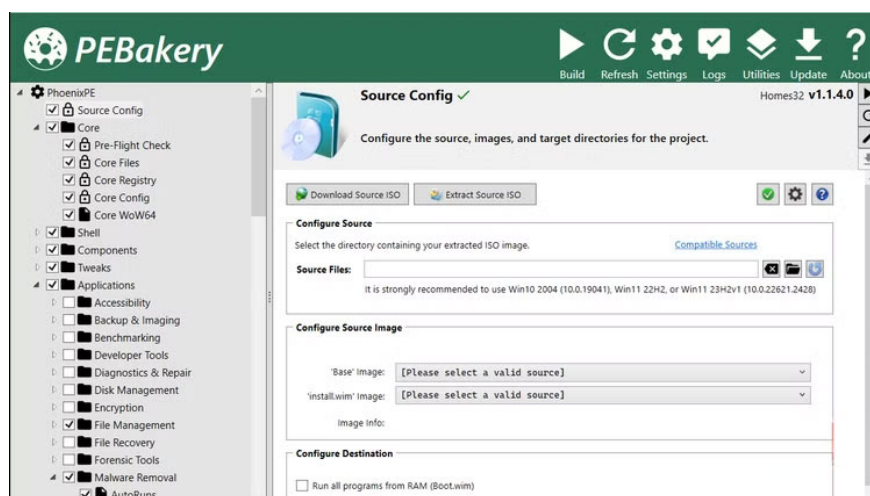 PEBakery
Build Refresh Settings Logs Utilities Update About
PhoenixPE
Source Config
Core
Pre-Flight Check
Core Files
Core Registry
Core Config
Core WoW64
Shell
Components
Tweaks
Applications
Accessibility
Backup & Imaging
Benchmarking
Developer Tools
Diagnostics & Repair
Disk Management
Encryption
File Management
File Recovery
Forensic Tools
Malware Removal
AutoRuns
Source Config
Homes32 v1.1.4.0
Configure the source, images, and target directories for the project.
Download Source ISO Extract Source ISO
Configure Source
Select the directory containing your extracted ISO image. Compatible Sources
Source Files:
It is strongly recommended to use Win10 2004 (10.0.19041), Win11 22H2, or Win11 23H2v1 (10.0.22621.2428)
Configure Source Image
'Base' Image: [Please select a valid source]
'install.wim' Image: [Please select a valid source]
Image Info:
Configure Destination
Run all programs from RAM (Boot.wim)